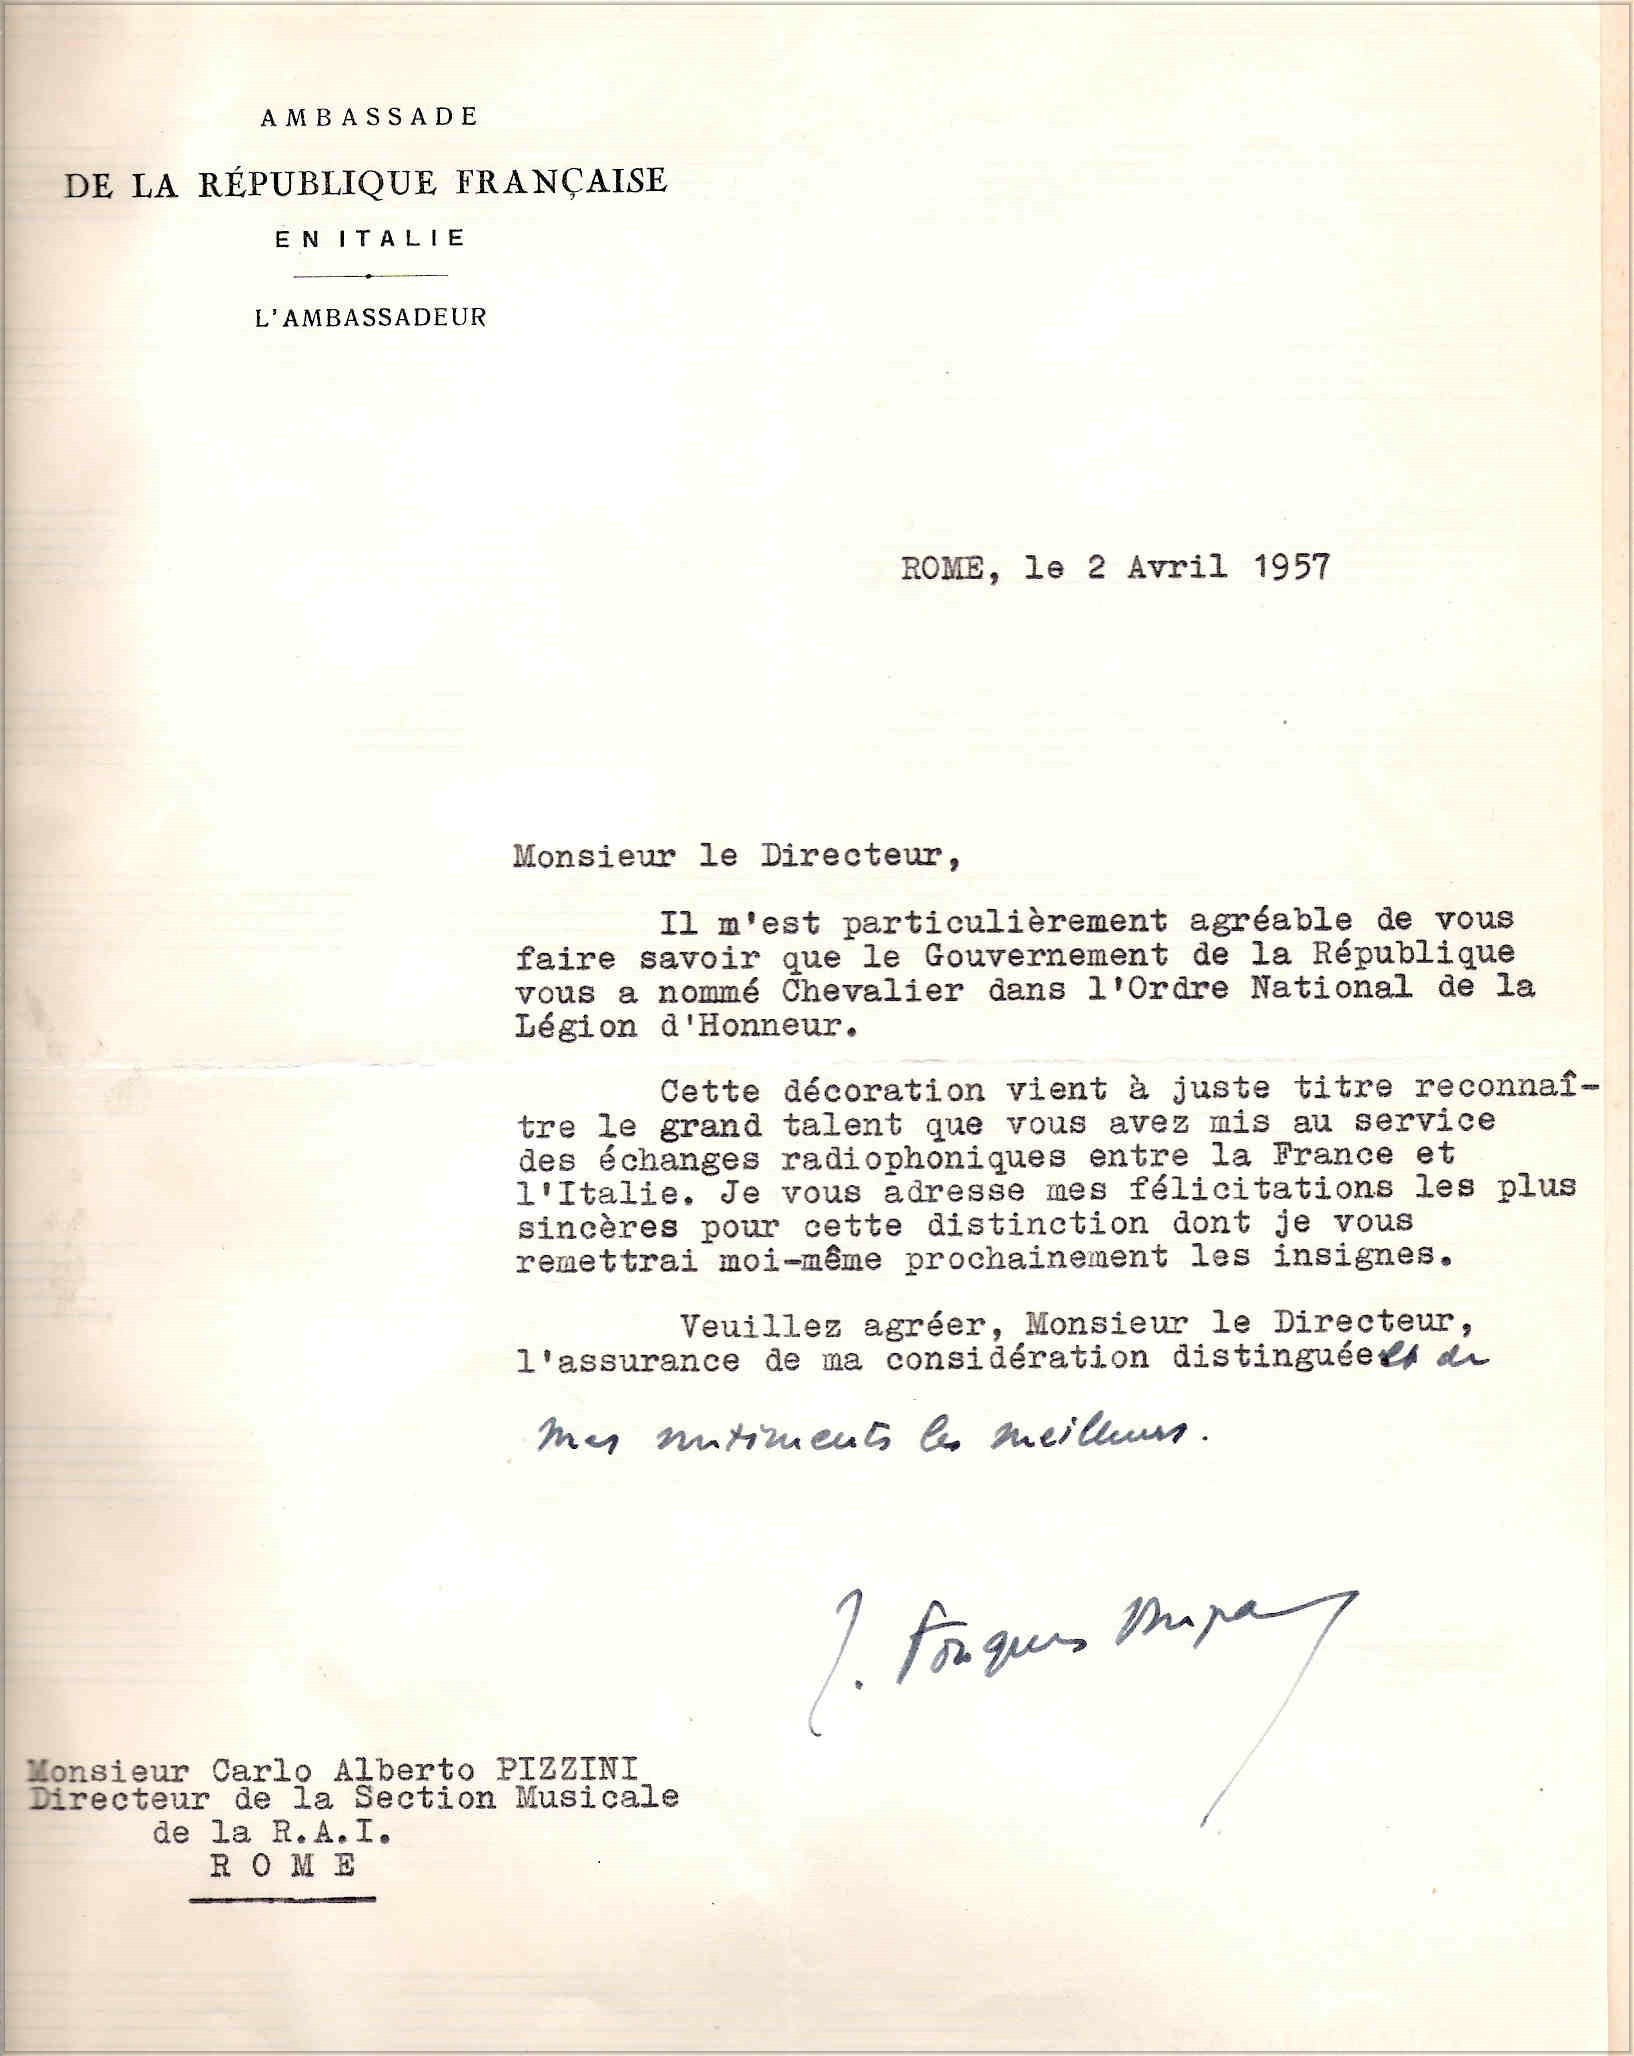 AMBASSADE
DE LA RÉPUBLIQUE FRANÇAISE
EN ITALIE
L'AMBASSADEUR
ROME, le 2 Avril 1957
Monsieur le Directeur,
Il m'est particulièrement agréable de vous
faire savoir que le Gouvernement de la République
vous a nommé Chevalier dans l'Ordre National de la
Légion d'Honneur.
Cette décoration vient à juste titre reconnaî-
tre le grand talent que vous avez mis au service
des échanges radiophoniques entre la France et
l'Italie. Je vous adresse mes félicitations les plus
sincères pour cette distinction dont je vous
remettrai moi-même prochainement les insignes.
Veuillez agréer, Monsieur le Directeur,
l'assurance de ma considération distinguée et de
mes sentiments les meilleurs.
J. Fouques Duparc
Monsieur Carlo Alberto PIZZINI
Directeur de la Section Musicale
de la R.A.I.
ROME